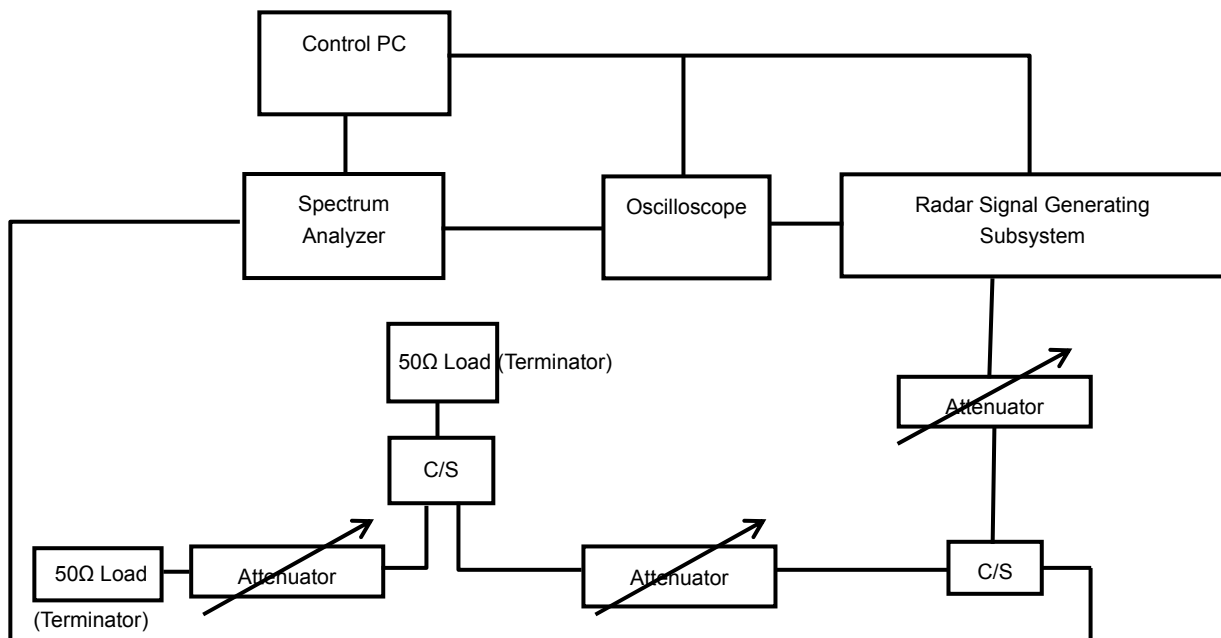 Control PC
Spectrum
Analyzer
Oscilloscope
Radar Signal Generating
Subsystem
50Ω Load (Terminator)
Attenuator
C/S
50Ω Load
(Terminator)
Attenuator
Attenuator
C/S